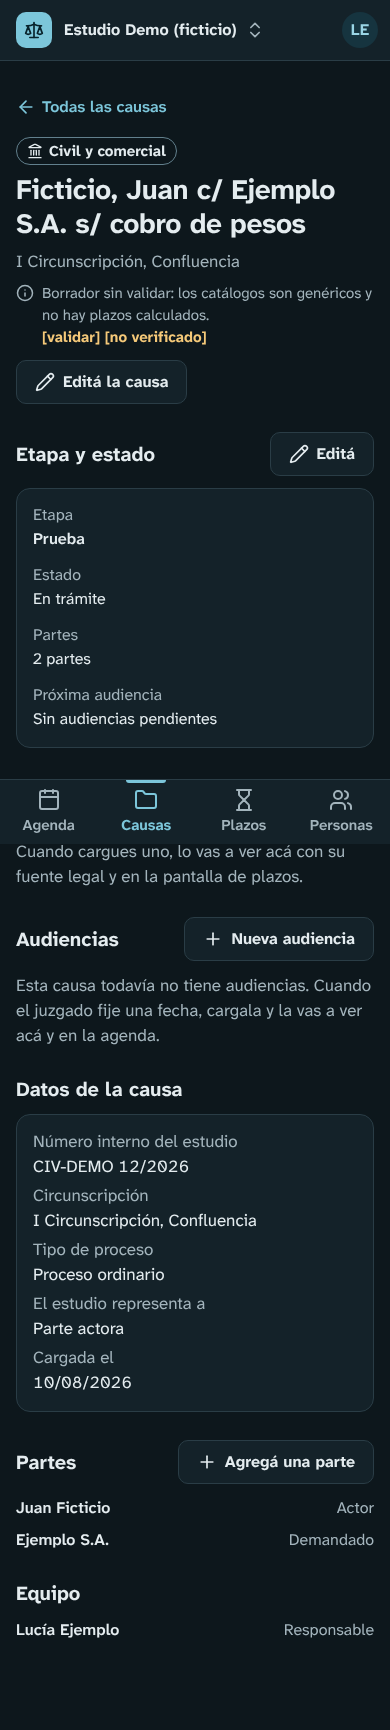 Estudio Demo (ficticio)
LE
Todas las causas
Civil y comercial
Ficticio, Juan c/ Ejemplo
S.A. s/ cobro de pesos
I Circunscripción, Confluencia
Borrador sin validar: los catálogos son genéricos y
no hay plazos calculados.
[validar] [no verificado]
Editá la causa
Etapa y estado
Editá
Etapa
Prueba
Estado
En trámite
Partes
2 partes
Próxima audiencia
Sin audiencias pendientes
Agenda
Causas
Plazos
Personas
Cuando cargues uno, lo vas a ver acá con su
fuente legal y en la pantalla de plazos.
Audiencias
Nueva audiencia
Esta causa todavía no tiene audiencias. Cuando
el juzgado fije una fecha, cargala y la vas a ver
acá y en la agenda.
Datos de la causa
Número interno del estudio
CIV-DEMO 12/2026
Circunscripción
I Circunscripción, Confluencia
Tipo de proceso
Proceso ordinario
El estudio representa a
Parte actora
Cargada el
10/08/2026
Partes
Agregá una parte
Juan Ficticio
Actor
Ejemplo S.A.
Demandado
Equipo
Lucía Ejemplo
Responsable